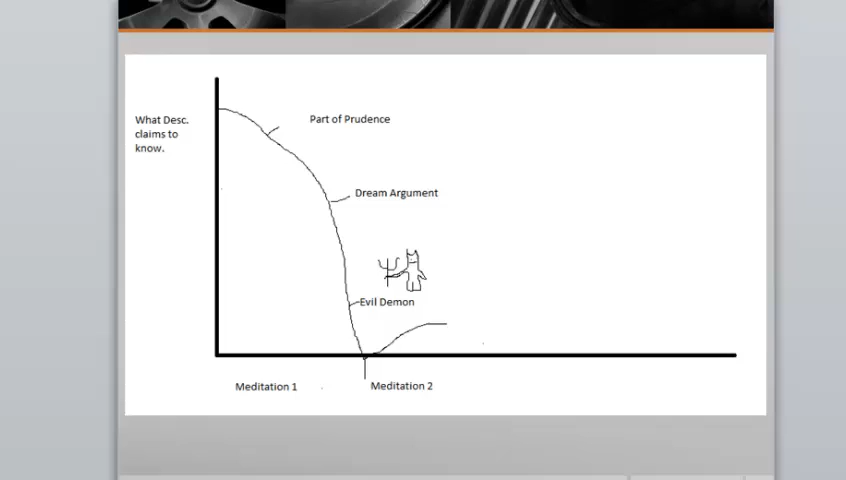 What Desc.
claims to
know.
Part of Prudence
Dream Argument
Evil Demon
Meditation 1
Meditation 2